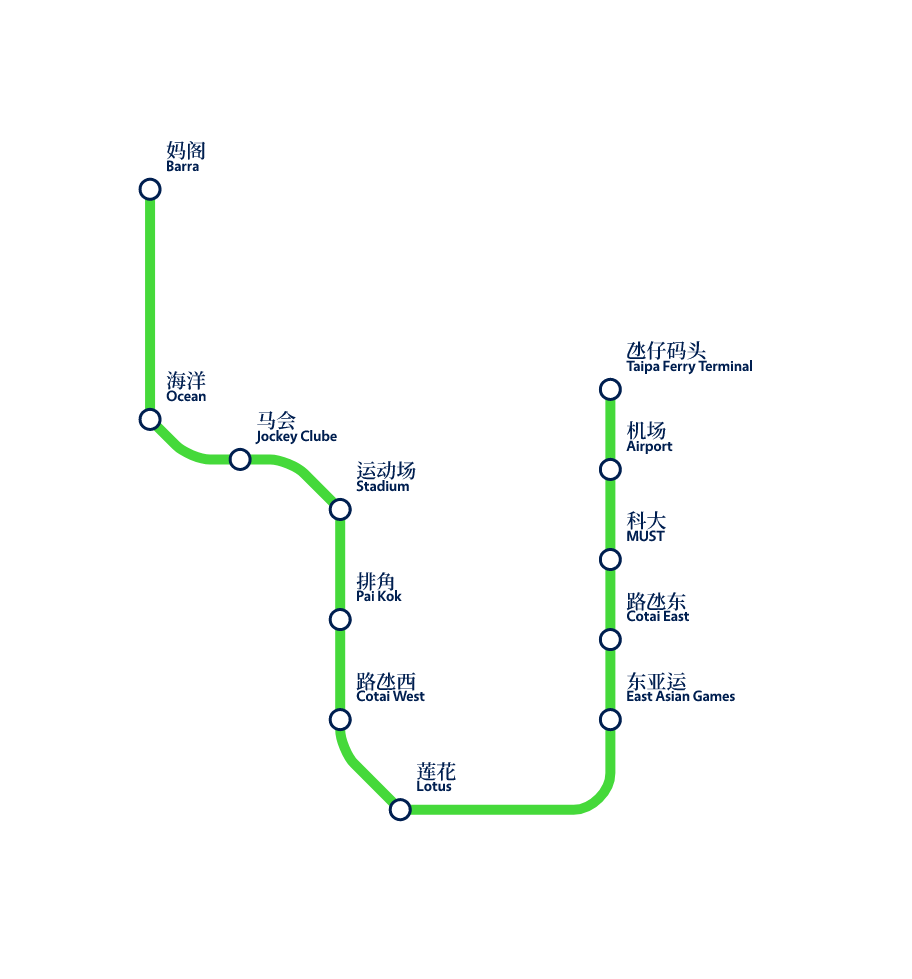 妈阁
Barra
海洋
Ocean
马会
Jockey Clube
运动场
Stadium
排角
Pai Kok
路氹西
Cotai West
莲花
Lotus
东亚运
East Asian Games
路氹东
Cotai East
科大
MUST
机场
Airport
氹仔码头
Taipa Ferry Terminal